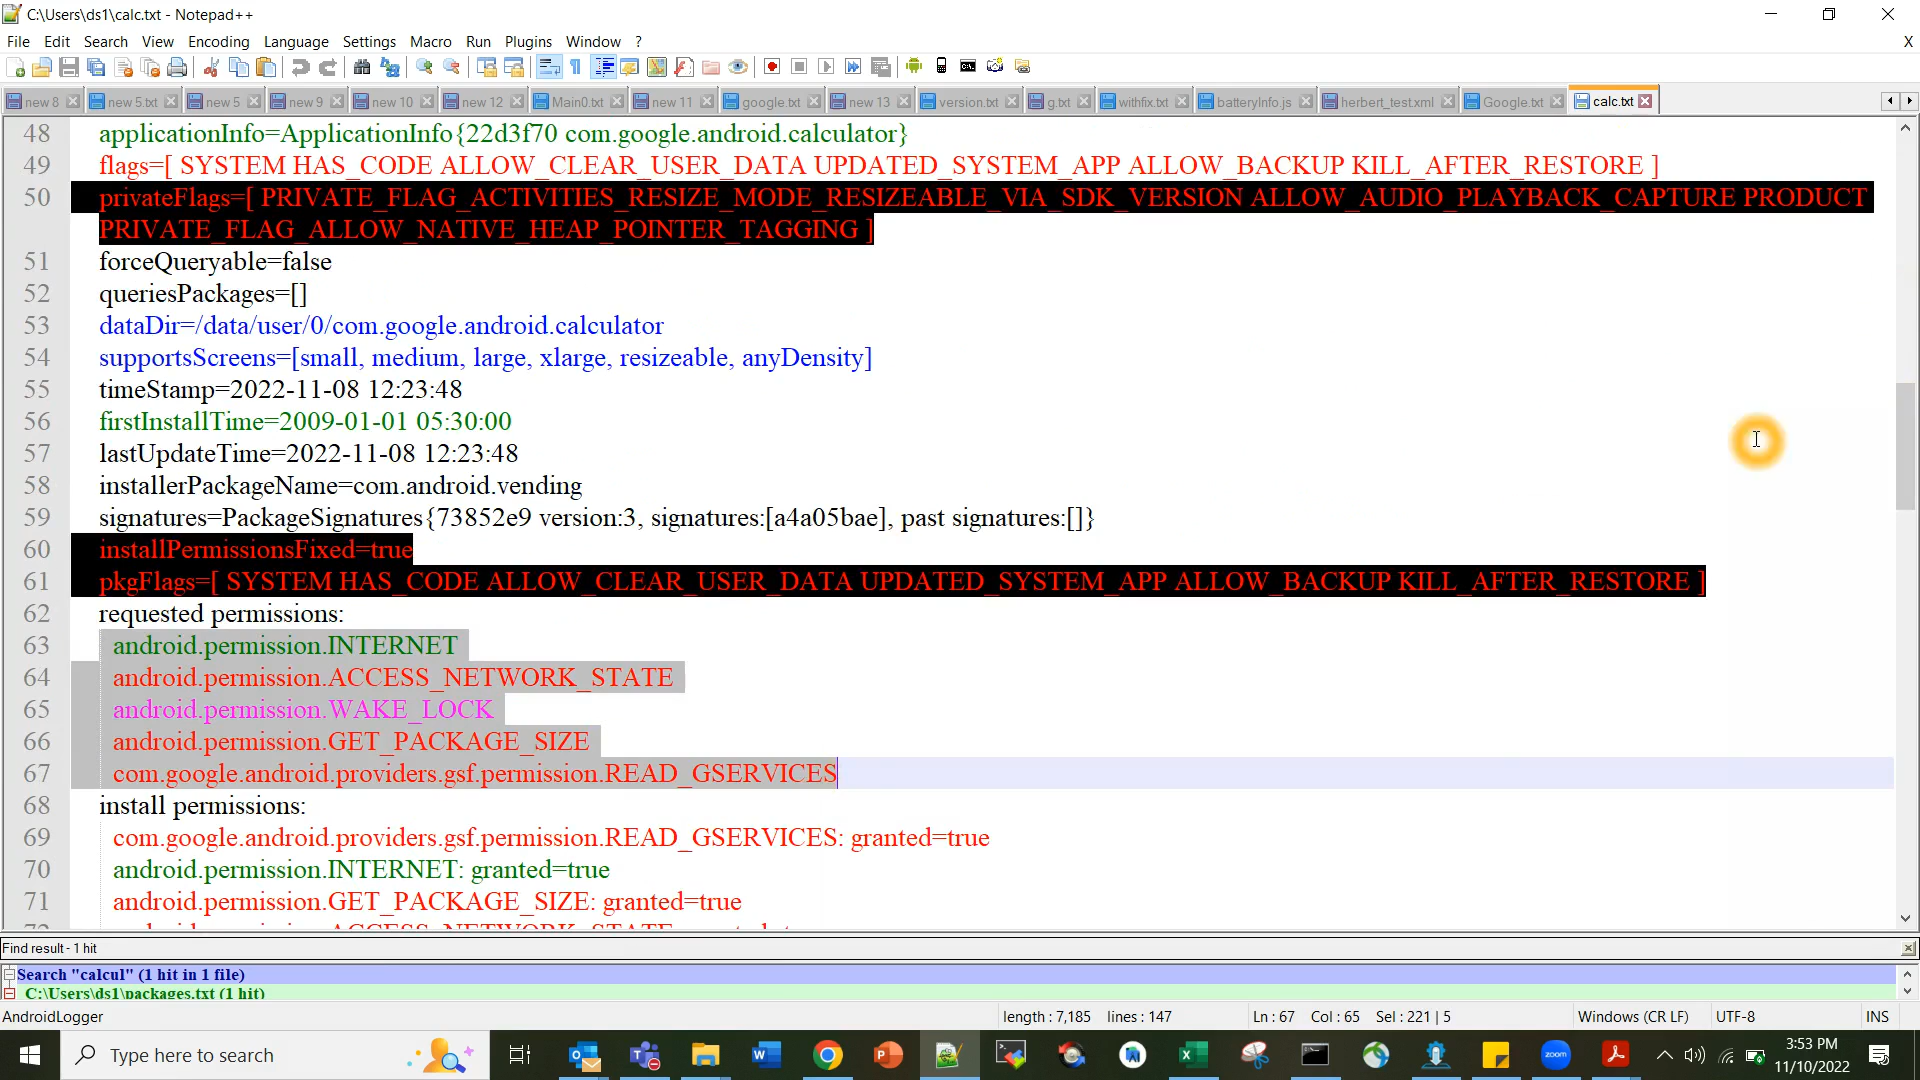 C:\Users\ds1\calc.txt - Notepad++
File Edit Search View Encoding Language Settings Macro Run Plugins Window ? X
new 8 new 5.txt new 5 new 9 new 10 new 12 Main0.txt new 11 google.txt new 13 version.txt g.txt withfix.txt batteryInfo.js herbert_test.xml Google.txt calc.txt
48 applicationInfo=ApplicationInfo{22d3f70 com.google.android.calculator}
49 flags=[ SYSTEM HAS_CODE ALLOW_CLEAR_USER_DATA UPDATED_SYSTEM_APP ALLOW_BACKUP KILL_AFTER_RESTORE ]
50 privateFlags=[ PRIVATE_FLAG_ACTIVITIES_RESIZE_MODE_RESIZEABLE_VIA_SDK_VERSION ALLOW_AUDIO_PLAYBACK_CAPTURE PRODUCT
PRIVATE_FLAG_ALLOW_NATIVE_HEAP_POINTER_TAGGING ]
51 forceQueryable=false
52 queriesPackages=[]
53 dataDir=/data/user/0/com.google.android.calculator
54 supportsScreens=[small, medium, large, xlarge, resizeable, anyDensity]
55 timeStamp=2022-11-08 12:23:48
56 firstInstallTime=2009-01-01 05:30:00
57 lastUpdateTime=2022-11-08 12:23:48
58 installerPackageName=com.android.vending
59 signatures=PackageSignatures{73852e9 version:3, signatures:[a4a05bae], past signatures:[]}
60 installPermissionsFixed=true
61 pkgFlags=[ SYSTEM HAS_CODE ALLOW_CLEAR_USER_DATA UPDATED_SYSTEM_APP ALLOW_BACKUP KILL_AFTER_RESTORE ]
62 requested permissions:
63 android.permission.INTERNET
64 android.permission.ACCESS_NETWORK_STATE
65 android.permission.WAKE_LOCK
66 android.permission.GET_PACKAGE_SIZE
67 com.google.android.providers.gsf.permission.READ_GSERVICES
68 install permissions:
69 com.google.android.providers.gsf.permission.READ_GSERVICES: granted=true
70 android.permission.INTERNET: granted=true
71 android.permission.GET_PACKAGE_SIZE: granted=true
Find result - 1 hit
Search "calcul" (1 hit in 1 file)
C:\Users\ds1\packages.txt (1 hit)
AndroidLogger length : 7,185 lines : 147 Ln : 67 Col : 65 Sel : 221 | 5 Windows (CR LF) UTF-8 INS
Type here to search
zoom
3:53 PM
11/10/2022